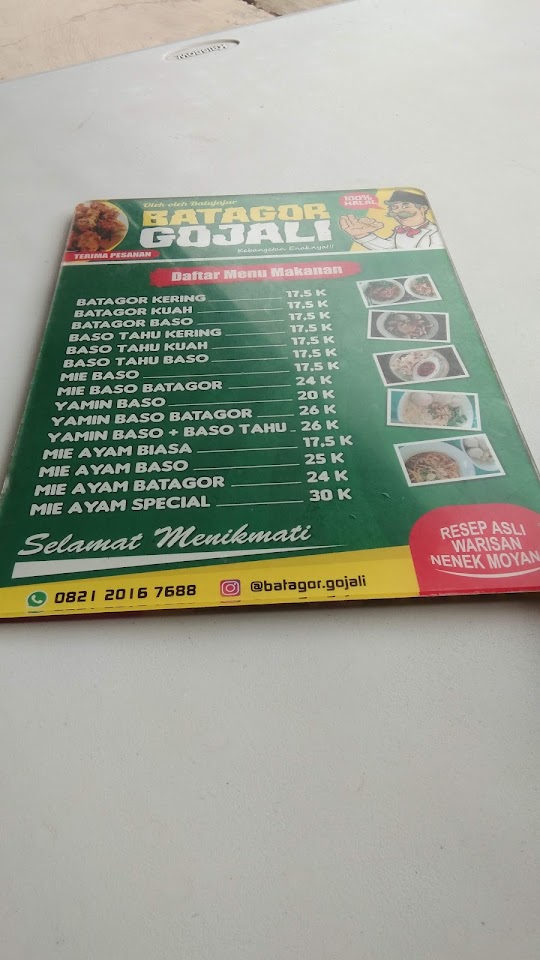 Oleh oleh Batujajar
BATAGOR
GOJALI
Kebangetan Enaknya!!!
100%
HALAL
TERIMA PESANAN
Daftar Menu Makanan
BATAGOR KERING 17,5 K
BATAGOR KUAH 17,5 K
BATAGOR BASO 17,5 K
BASO TAHU KERING 17,5 K
BASO TAHU KUAH 17,5 K
BASO TAHU BASO 17,5 K
MIE BASO 17,5 K
MIE BASO BATAGOR 24 K
YAMIN BASO 20 K
YAMIN BASO BATAGOR 26 K
YAMIN BASO + BASO TAHU 26 K
MIE AYAM BIASA 17,5 K
MIE AYAM BASO 25 K
MIE AYAM BATAGOR 24 K
MIE AYAM SPECIAL 30 K
Selamat Menikmati
RESEP ASLI
WARISAN
NENEK MOYAN
0821 2016 7688 @batagor.gojali